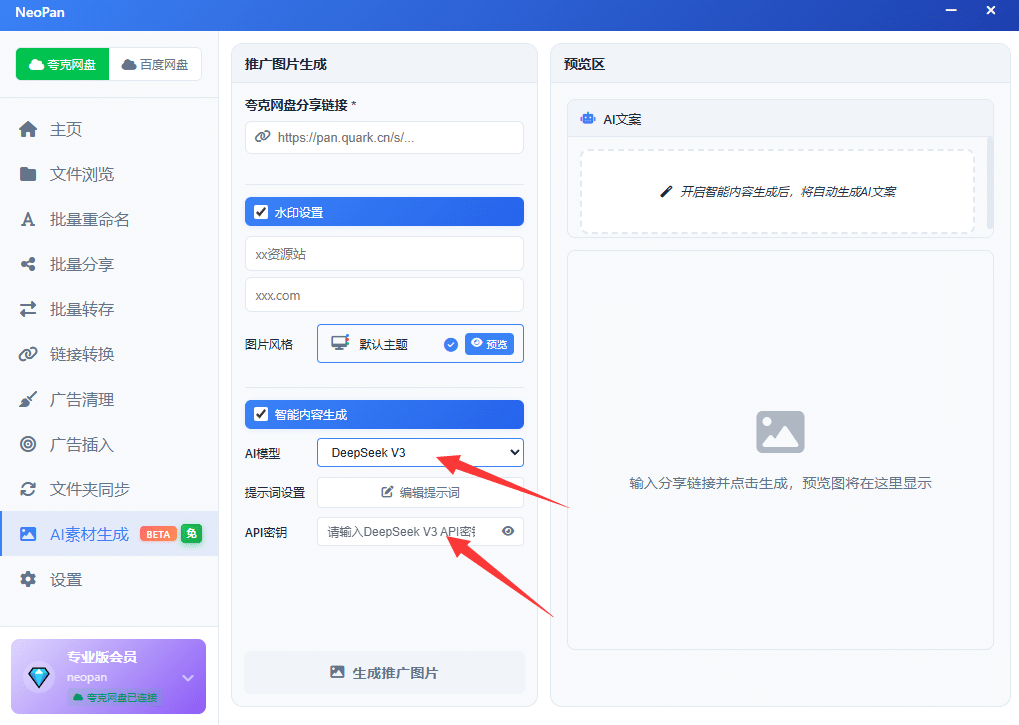 NeoPan
夸克网盘
百度网盘
主页
文件浏览
批量重命名
批量分享
批量转存
链接转换
广告清理
广告插入
文件夹同步
AI素材生成 BETA 免
设置
专业版会员
neopan
夸克网盘已连接
推广图片生成
夸克网盘分享链接 *
https://pan.quark.cn/s/...
水印设置
xx资源站
xxx.com
图片风格 默认主题 预览
智能内容生成
AI模型 DeepSeek V3
提示词设置 编辑提示词
API密钥 请输入DeepSeek V3 API密
生成推广图片
预览区
AI文案
开启智能内容生成后，将自动生成AI文案
输入分享链接并点击生成，预览图将在这里显示